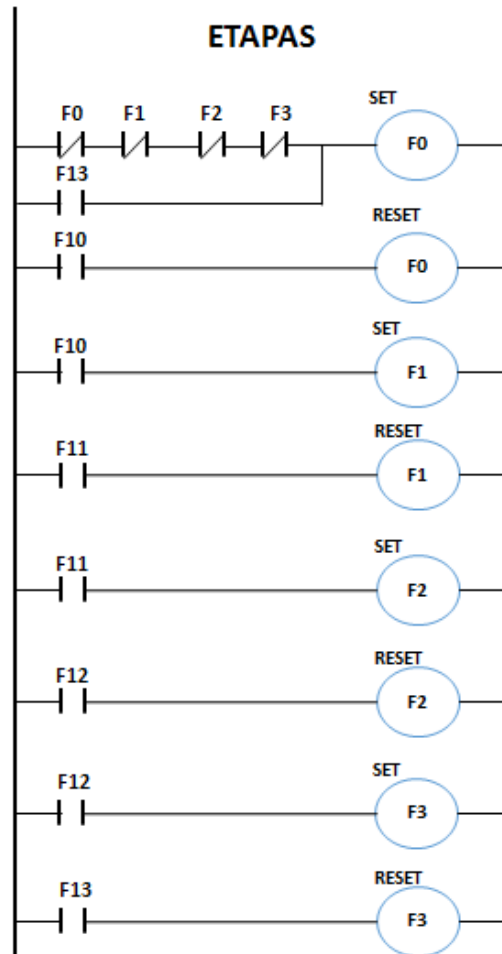 ETAPAS
SET
F0 F1 F2 F3 F0
F13
RESET
F10 F0
SET
F10 F1
RESET
F11 F1
SET
F11 F2
RESET
F12 F2
SET
F12 F3
RESET
F13 F3